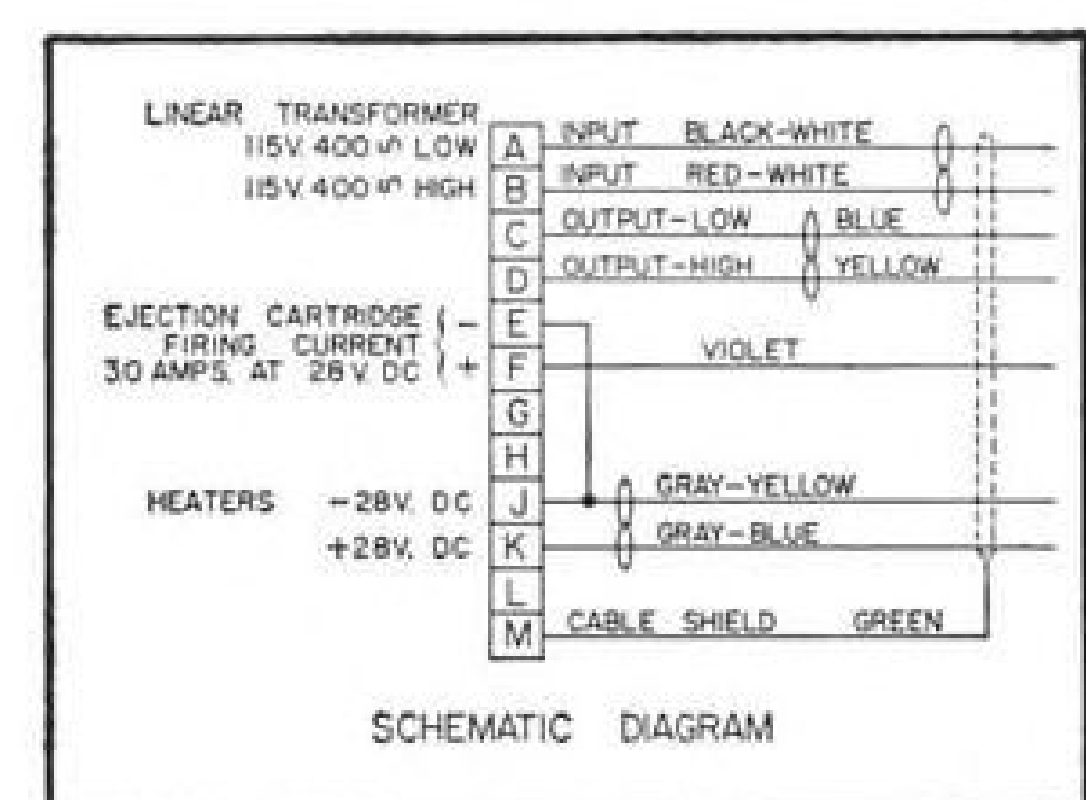 LINEAR TRANSFORMER
115V. 400 ∿ LOW A INPUT BLACK-WHITE
115V. 400 ∿ HIGH B INPUT RED-WHITE
C OUTPUT-LOW BLUE
D OUTPUT-HIGH YELLOW
EJECTION CARTRIDGE - E
FIRING CURRENT
30 AMPS. AT 28 V. DC + F VIOLET
G
H
HEATERS -28V. DC J GRAY-YELLOW
+28V. DC K GRAY-BLUE
L
M CABLE SHIELD GREEN
SCHEMATIC DIAGRAM